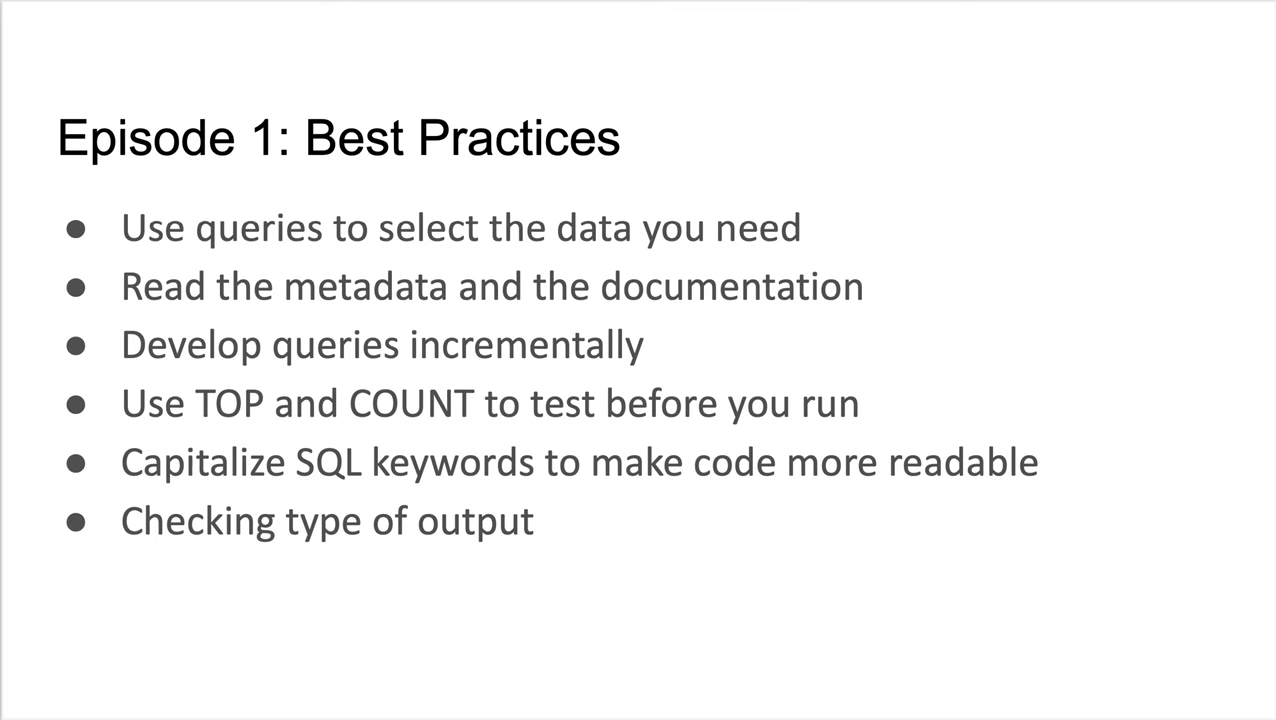 Episode 1: Best Practices
● Use queries to select the data you need
● Read the metadata and the documentation
● Develop queries incrementally
● Use TOP and COUNT to test before you run
● Capitalize SQL keywords to make code more readable
● Checking type of output